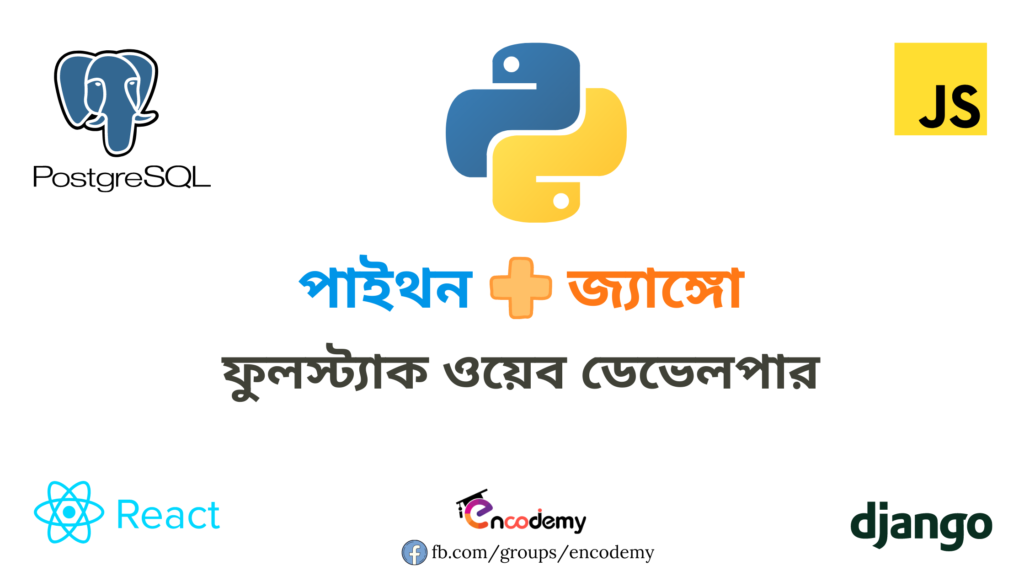 PostgreSQL
JS
পাইথন জ্যাঙ্গো
ফুলস্ট্যাক ওয়েব ডেভেলপার
React
encodemy
fb.com/groups/encodemy
django